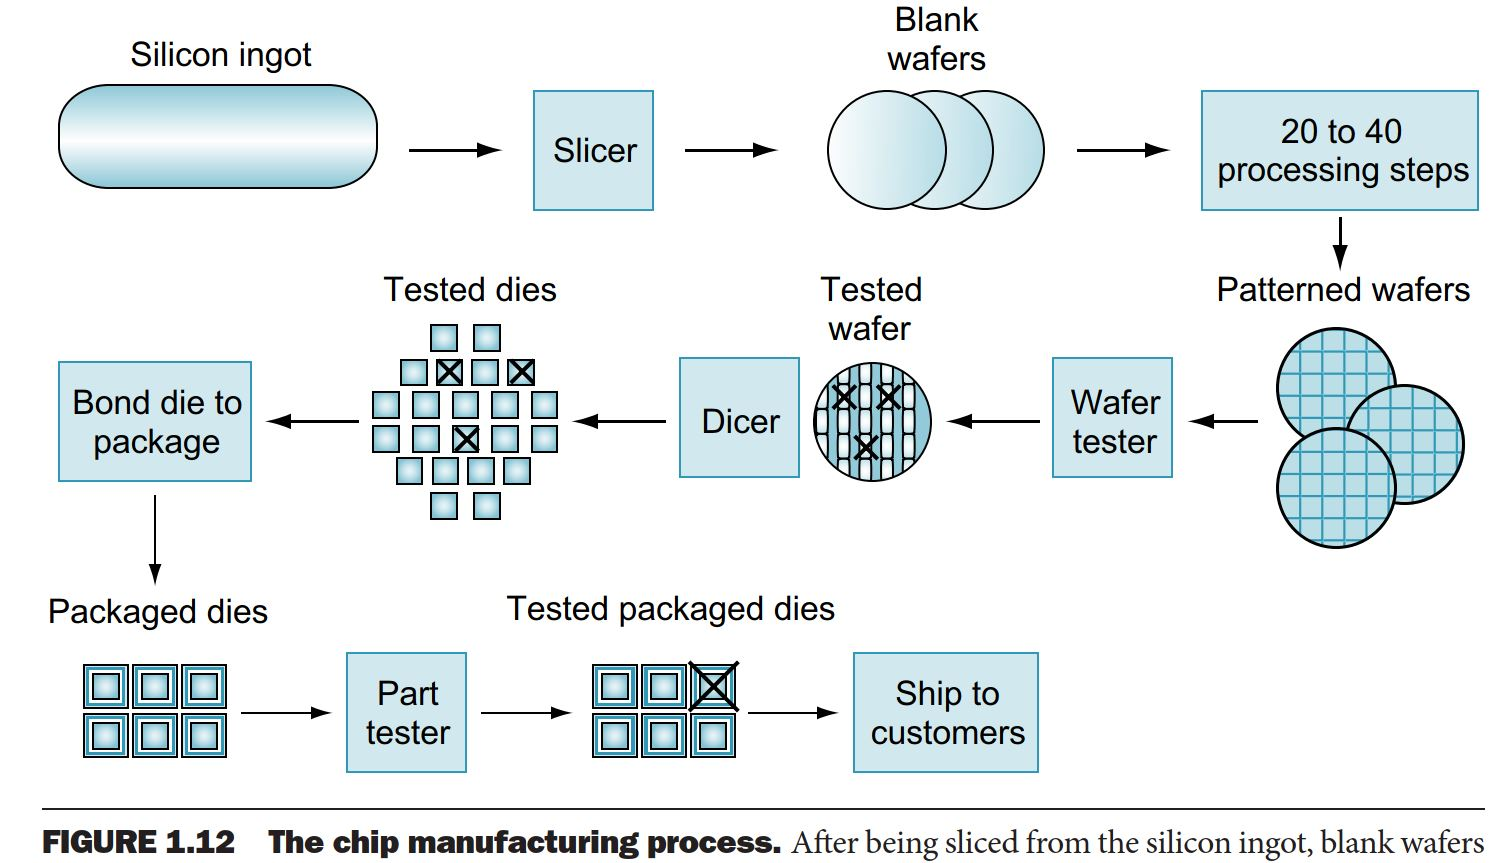 Silicon ingot
Slicer
Blank
wafers
20 to 40
processing steps
Patterned wafers
Wafer
tester
Tested
wafer
Dicer
Tested dies
Bond die to
package
Packaged dies
Part
tester
Tested packaged dies
Ship to
customers
FIGURE 1.12 The chip manufacturing process. After being sliced from the silicon ingot, blank wafers